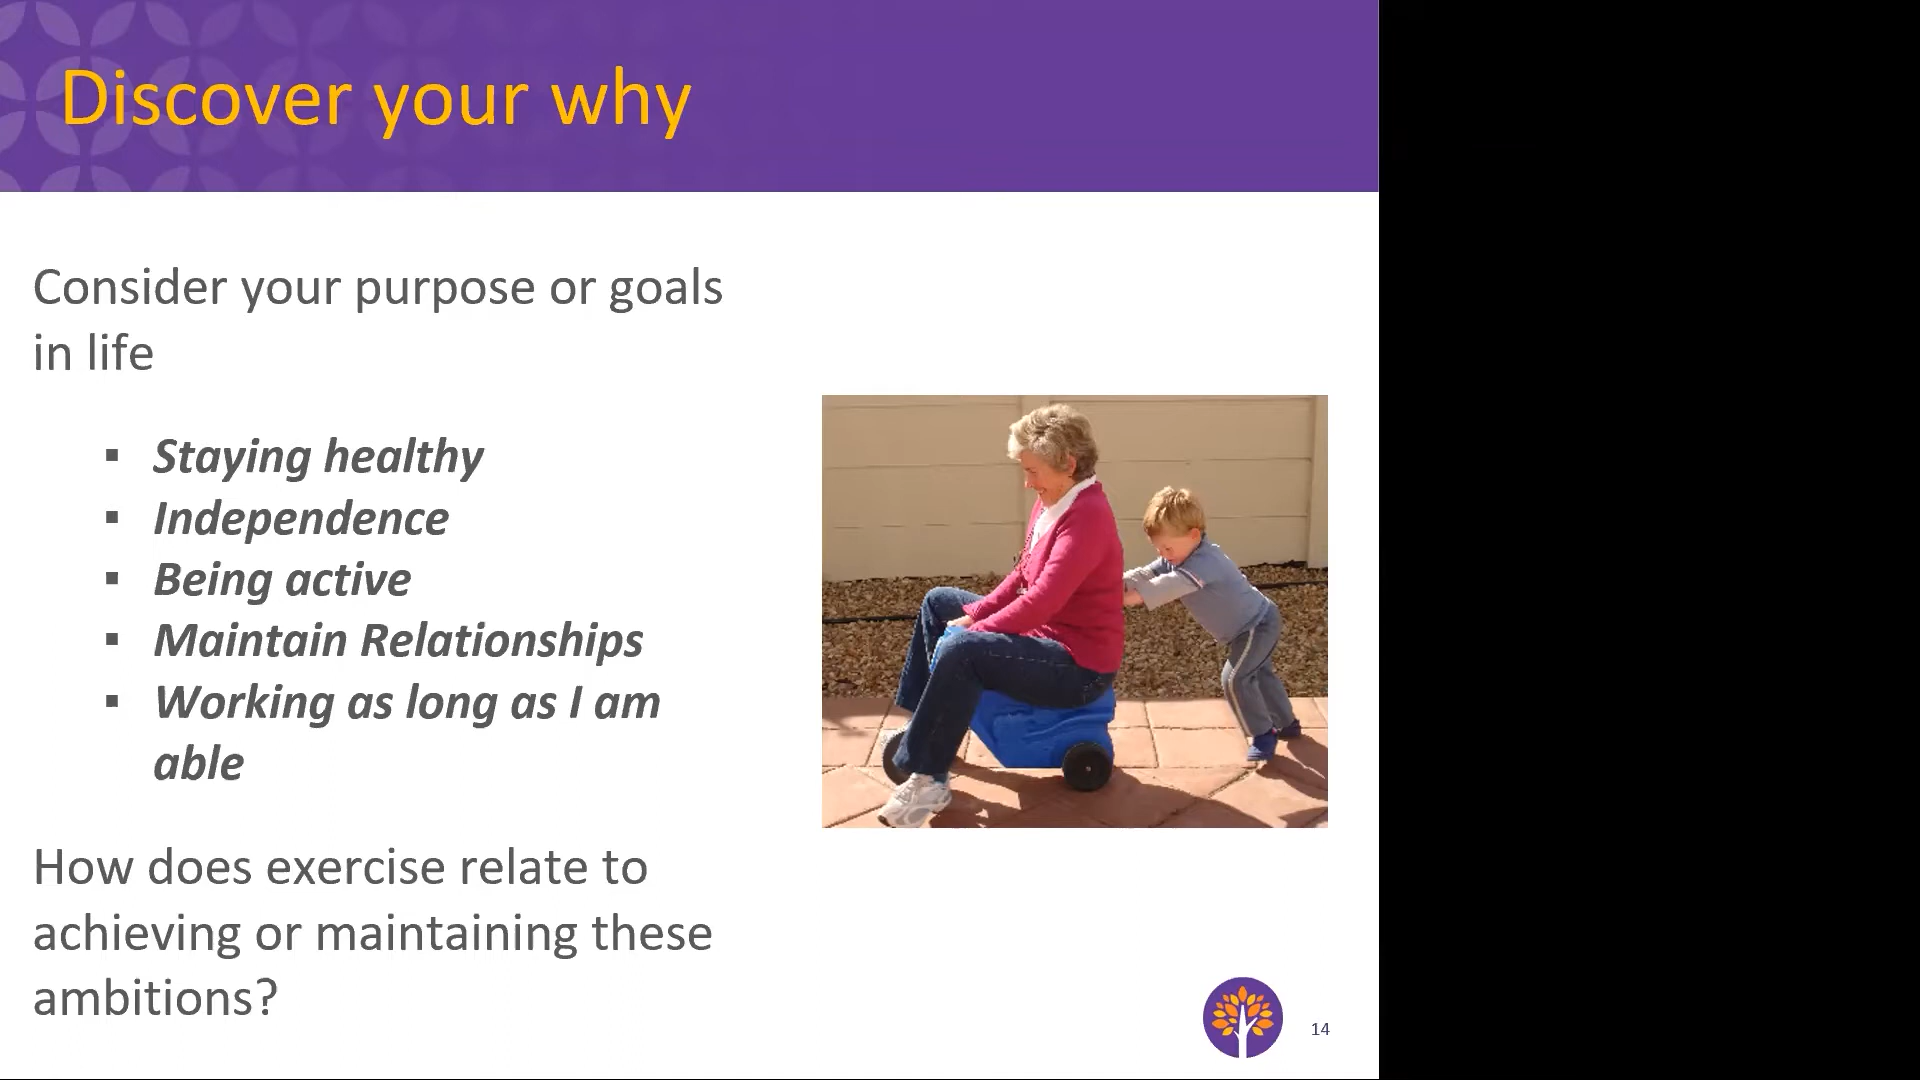 Discover your why
Consider your purpose or goals
in life
▪ Staying healthy
▪ Independence
▪ Being active
▪ Maintain Relationships
▪ Working as long as I am
able
How does exercise relate to
achieving or maintaining these
ambitions?
14